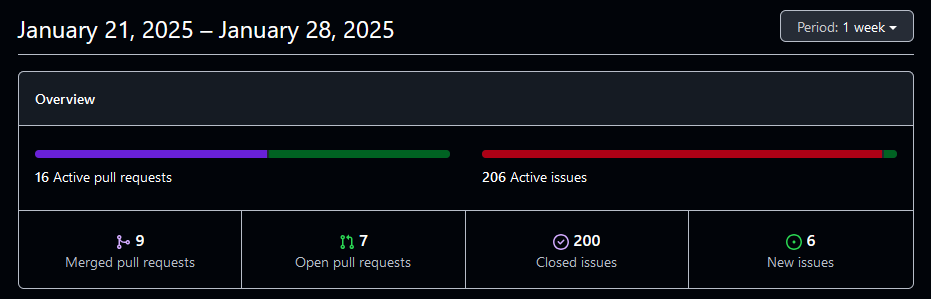 January 21, 2025 – January 28, 2025
Period: 1 week
Overview
16 Active pull requests
206 Active issues
9
Merged pull requests
7
Open pull requests
200
Closed issues
6
New issues